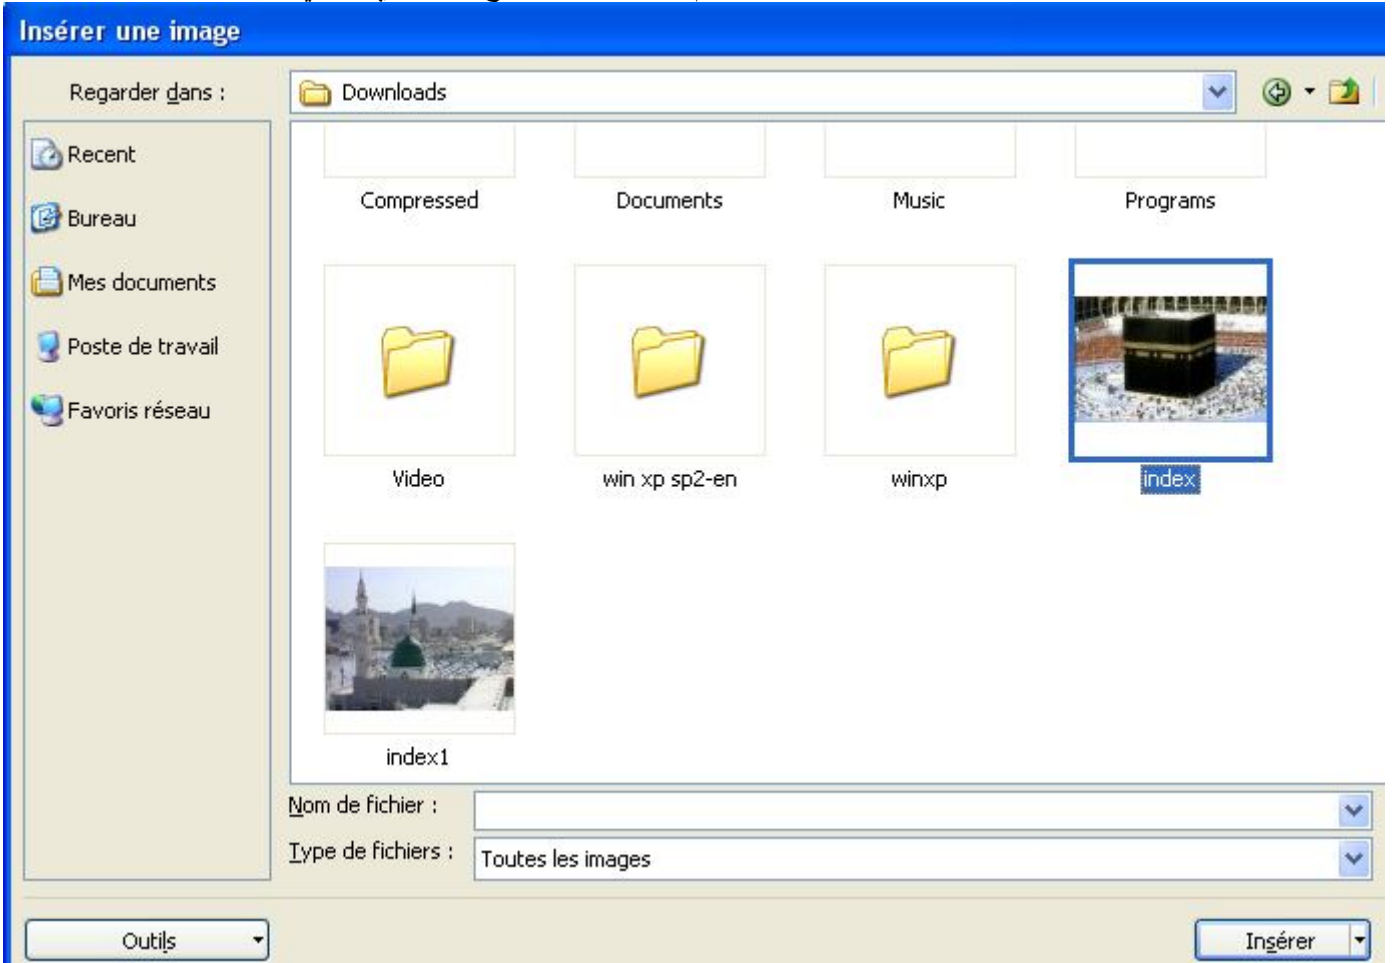 Insérer une image
Regarder dans :
Downloads
Recent
Bureau
Mes documents
Poste de travail
Favoris réseau
Compressed
Documents
Music
Programs
Video
win xp sp2-en
winxp
index
index1
Nom de fichier :
Type de fichiers :
Toutes les images
Outils
Insérer